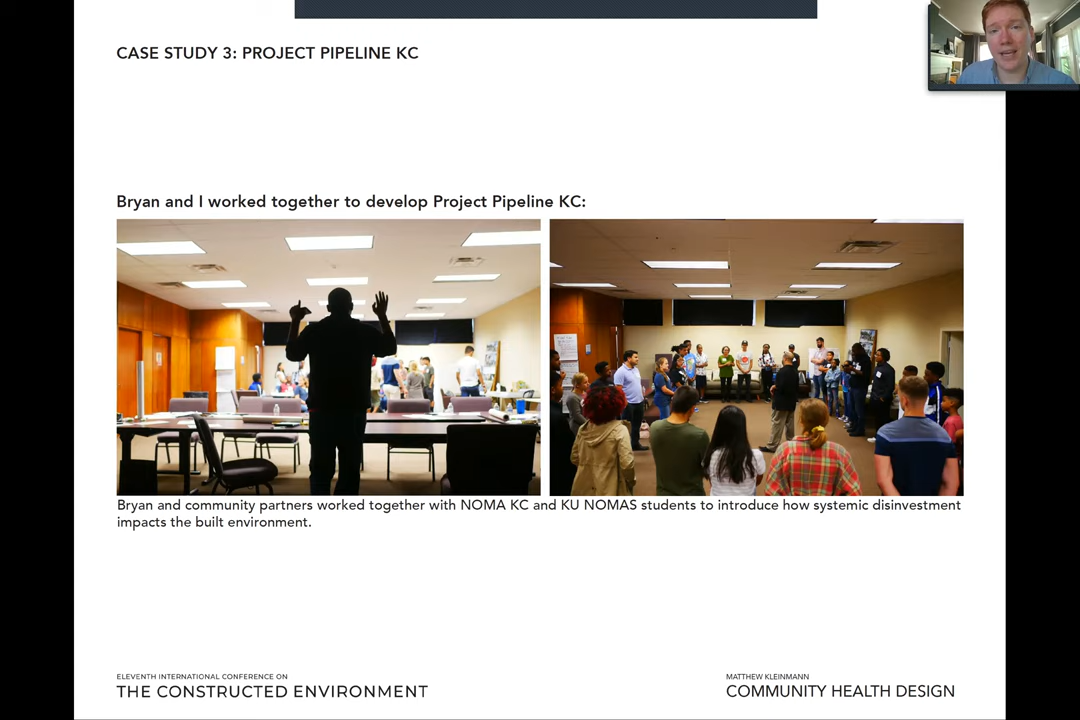 CASE STUDY 3: PROJECT PIPELINE KC
Bryan and I worked together to develop Project Pipeline KC:
Bryan and community partners worked together with NOMA KC and KU NOMAS students to introduce how systemic disinvestment
impacts the built environment.
ELEVENTH INTERNATIONAL CONFERENCE ON
THE CONSTRUCTED ENVIRONMENT
MATTHEW KLEINMANN
COMMUNITY HEALTH DESIGN